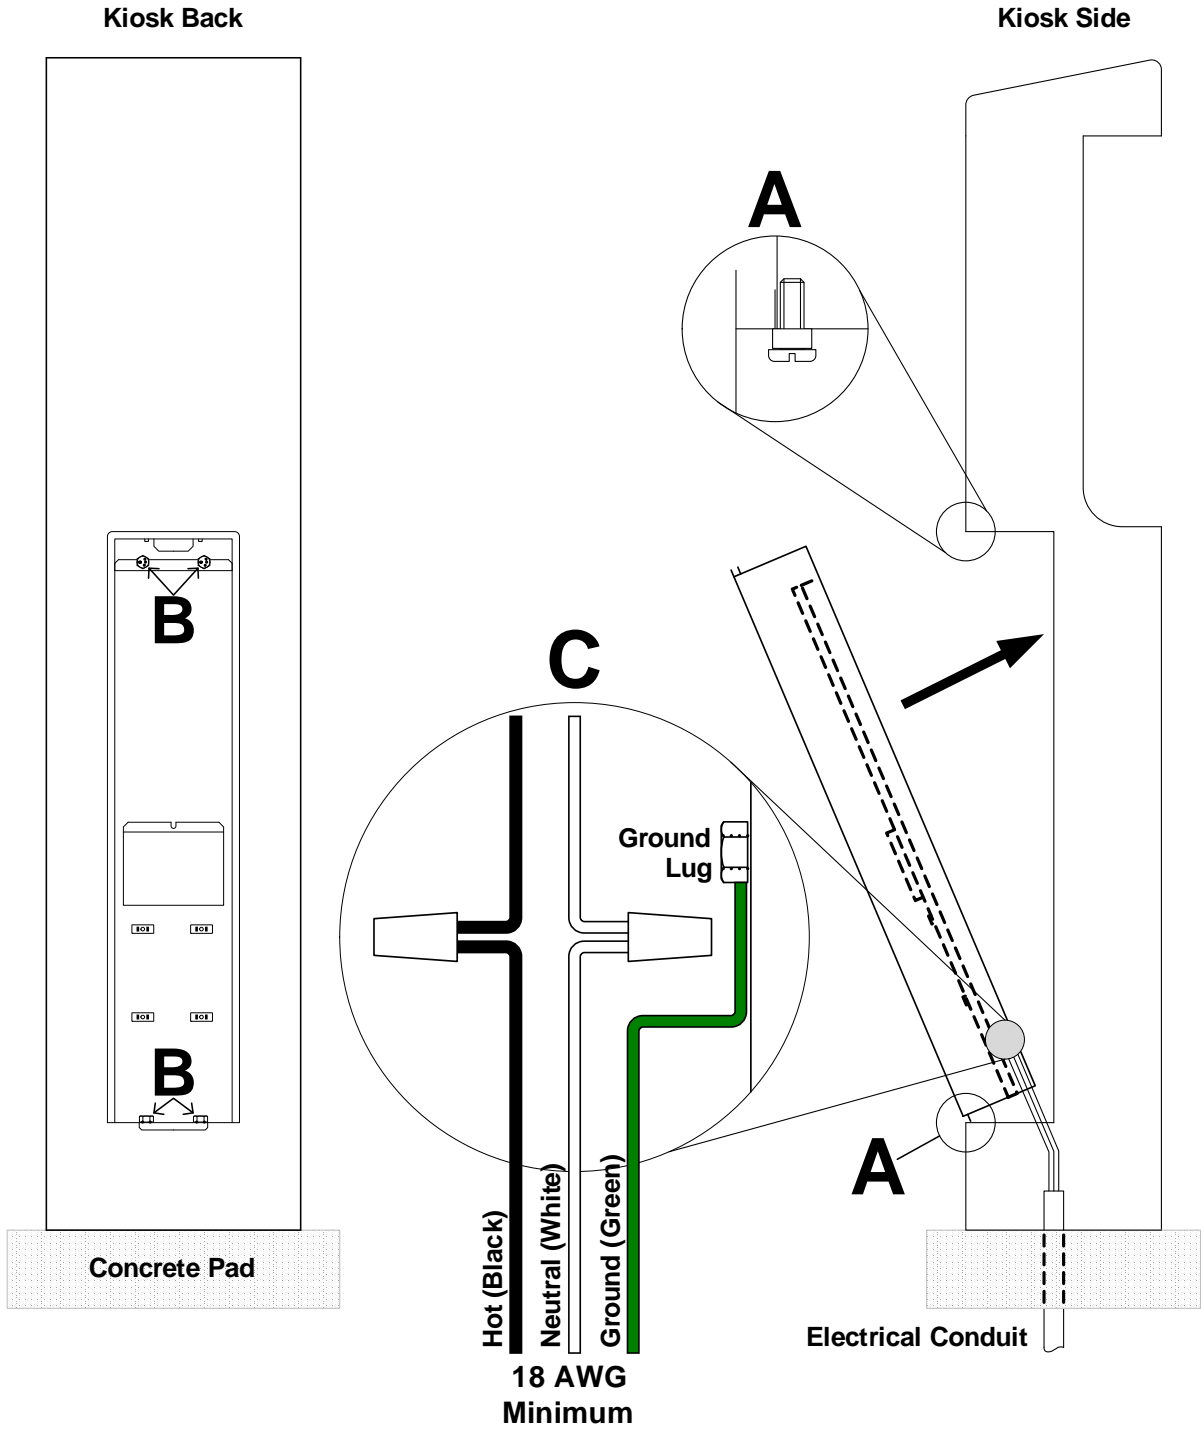 Kiosk Back
Kiosk Side
A
B
C
Ground
Lug
B
A
Hot (Black)
Neutral (White)
Ground (Green)
Concrete Pad
Electrical Conduit
18 AWG
Minimum